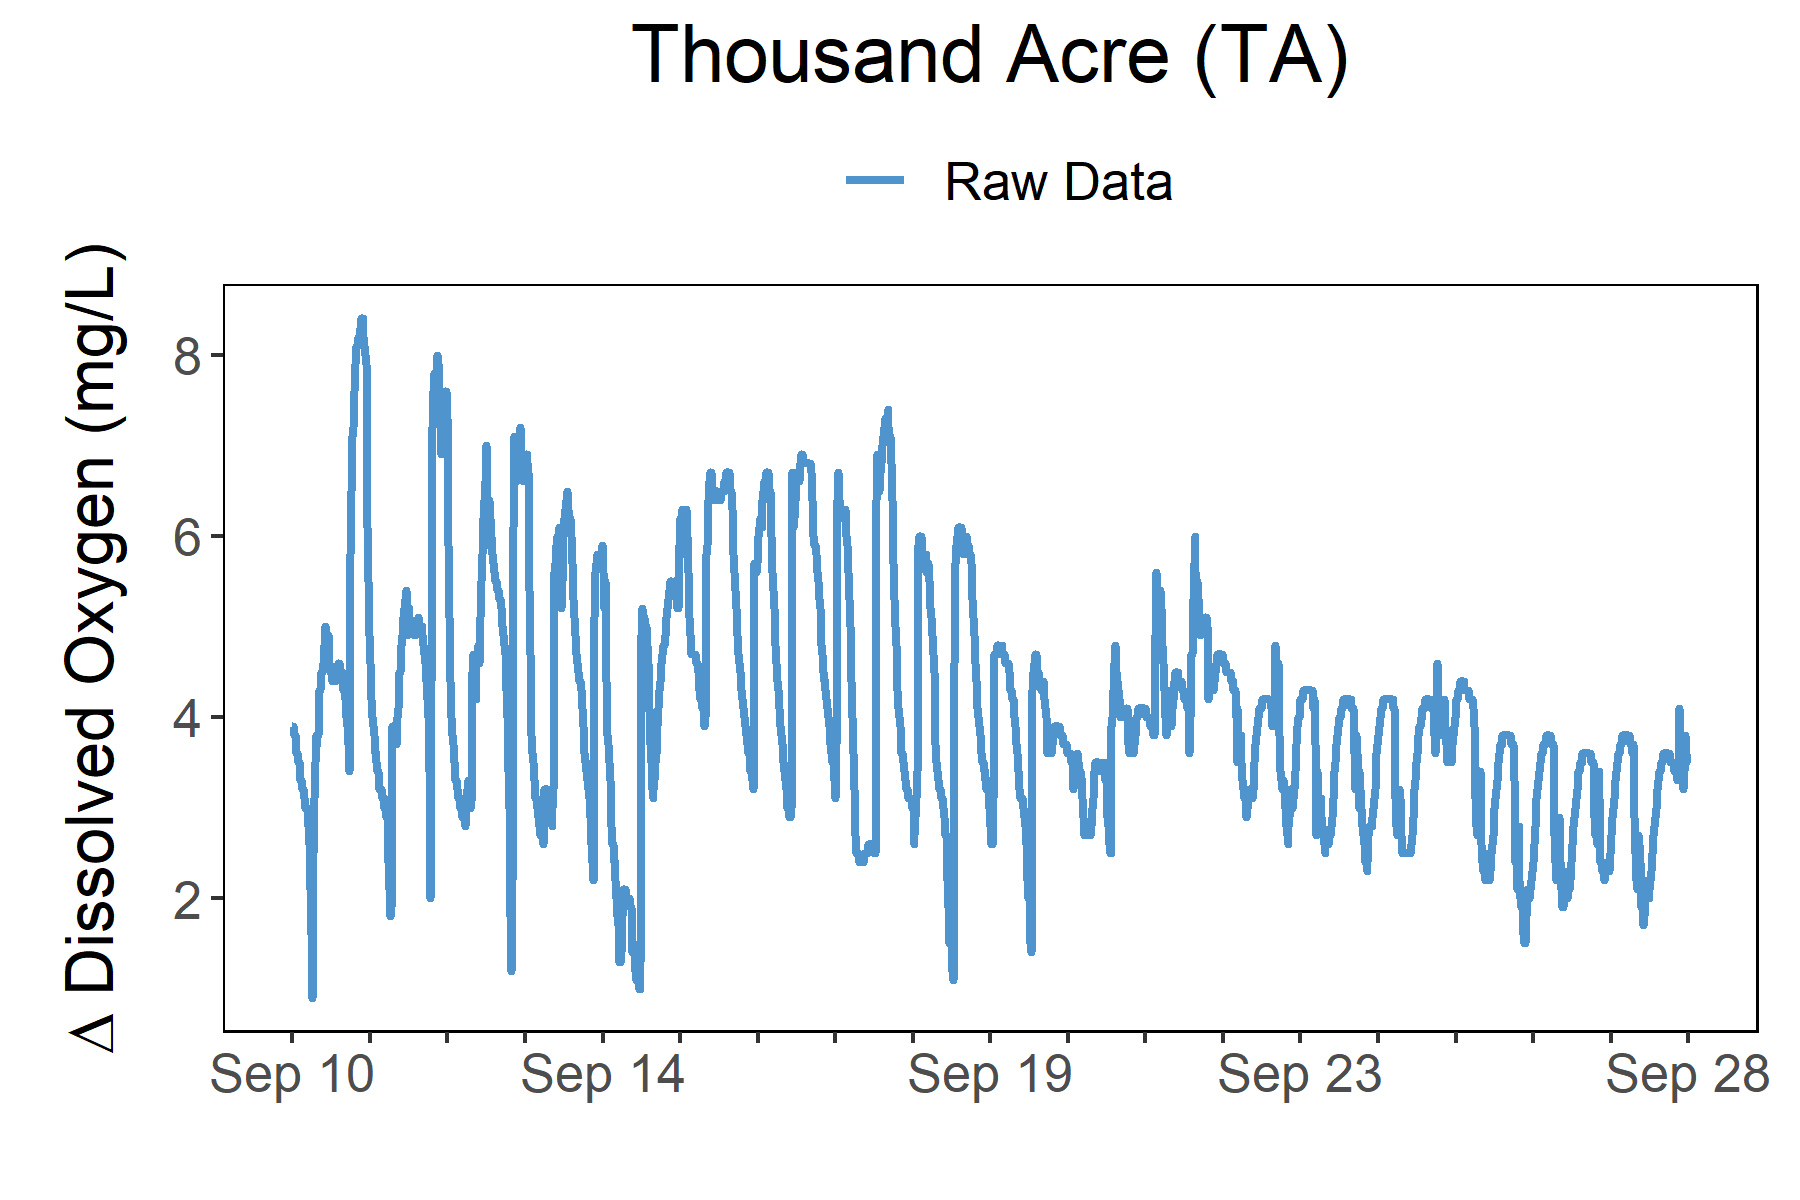 Thousand Acre (TA)
Raw Data
Δ Dissolved Oxygen (mg/L)
8
6
4
2
Sep 10 Sep 14 Sep 19 Sep 23 Sep 28